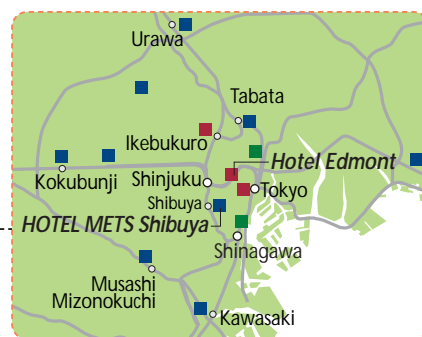 Urawa
Tabata
Ikebukuro
Hotel Edmont
Kokubunji
Shinjuku
Tokyo
Shibuya
HOTEL METS Shibuya
Shinagawa
Musashi
Mizonokuchi
Kawasaki